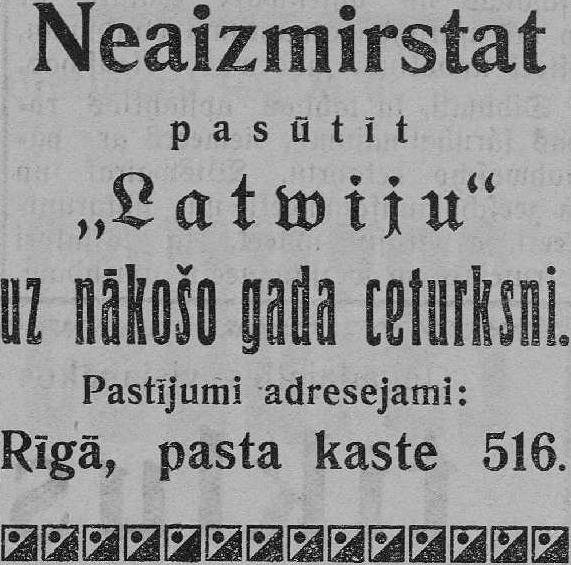 Neaizmirstat
pasūtīt
„Latwiju“
uz nākošo gada ceturksni.
Pastījumi adresejami:
Rīgā, pasta kaste 516.